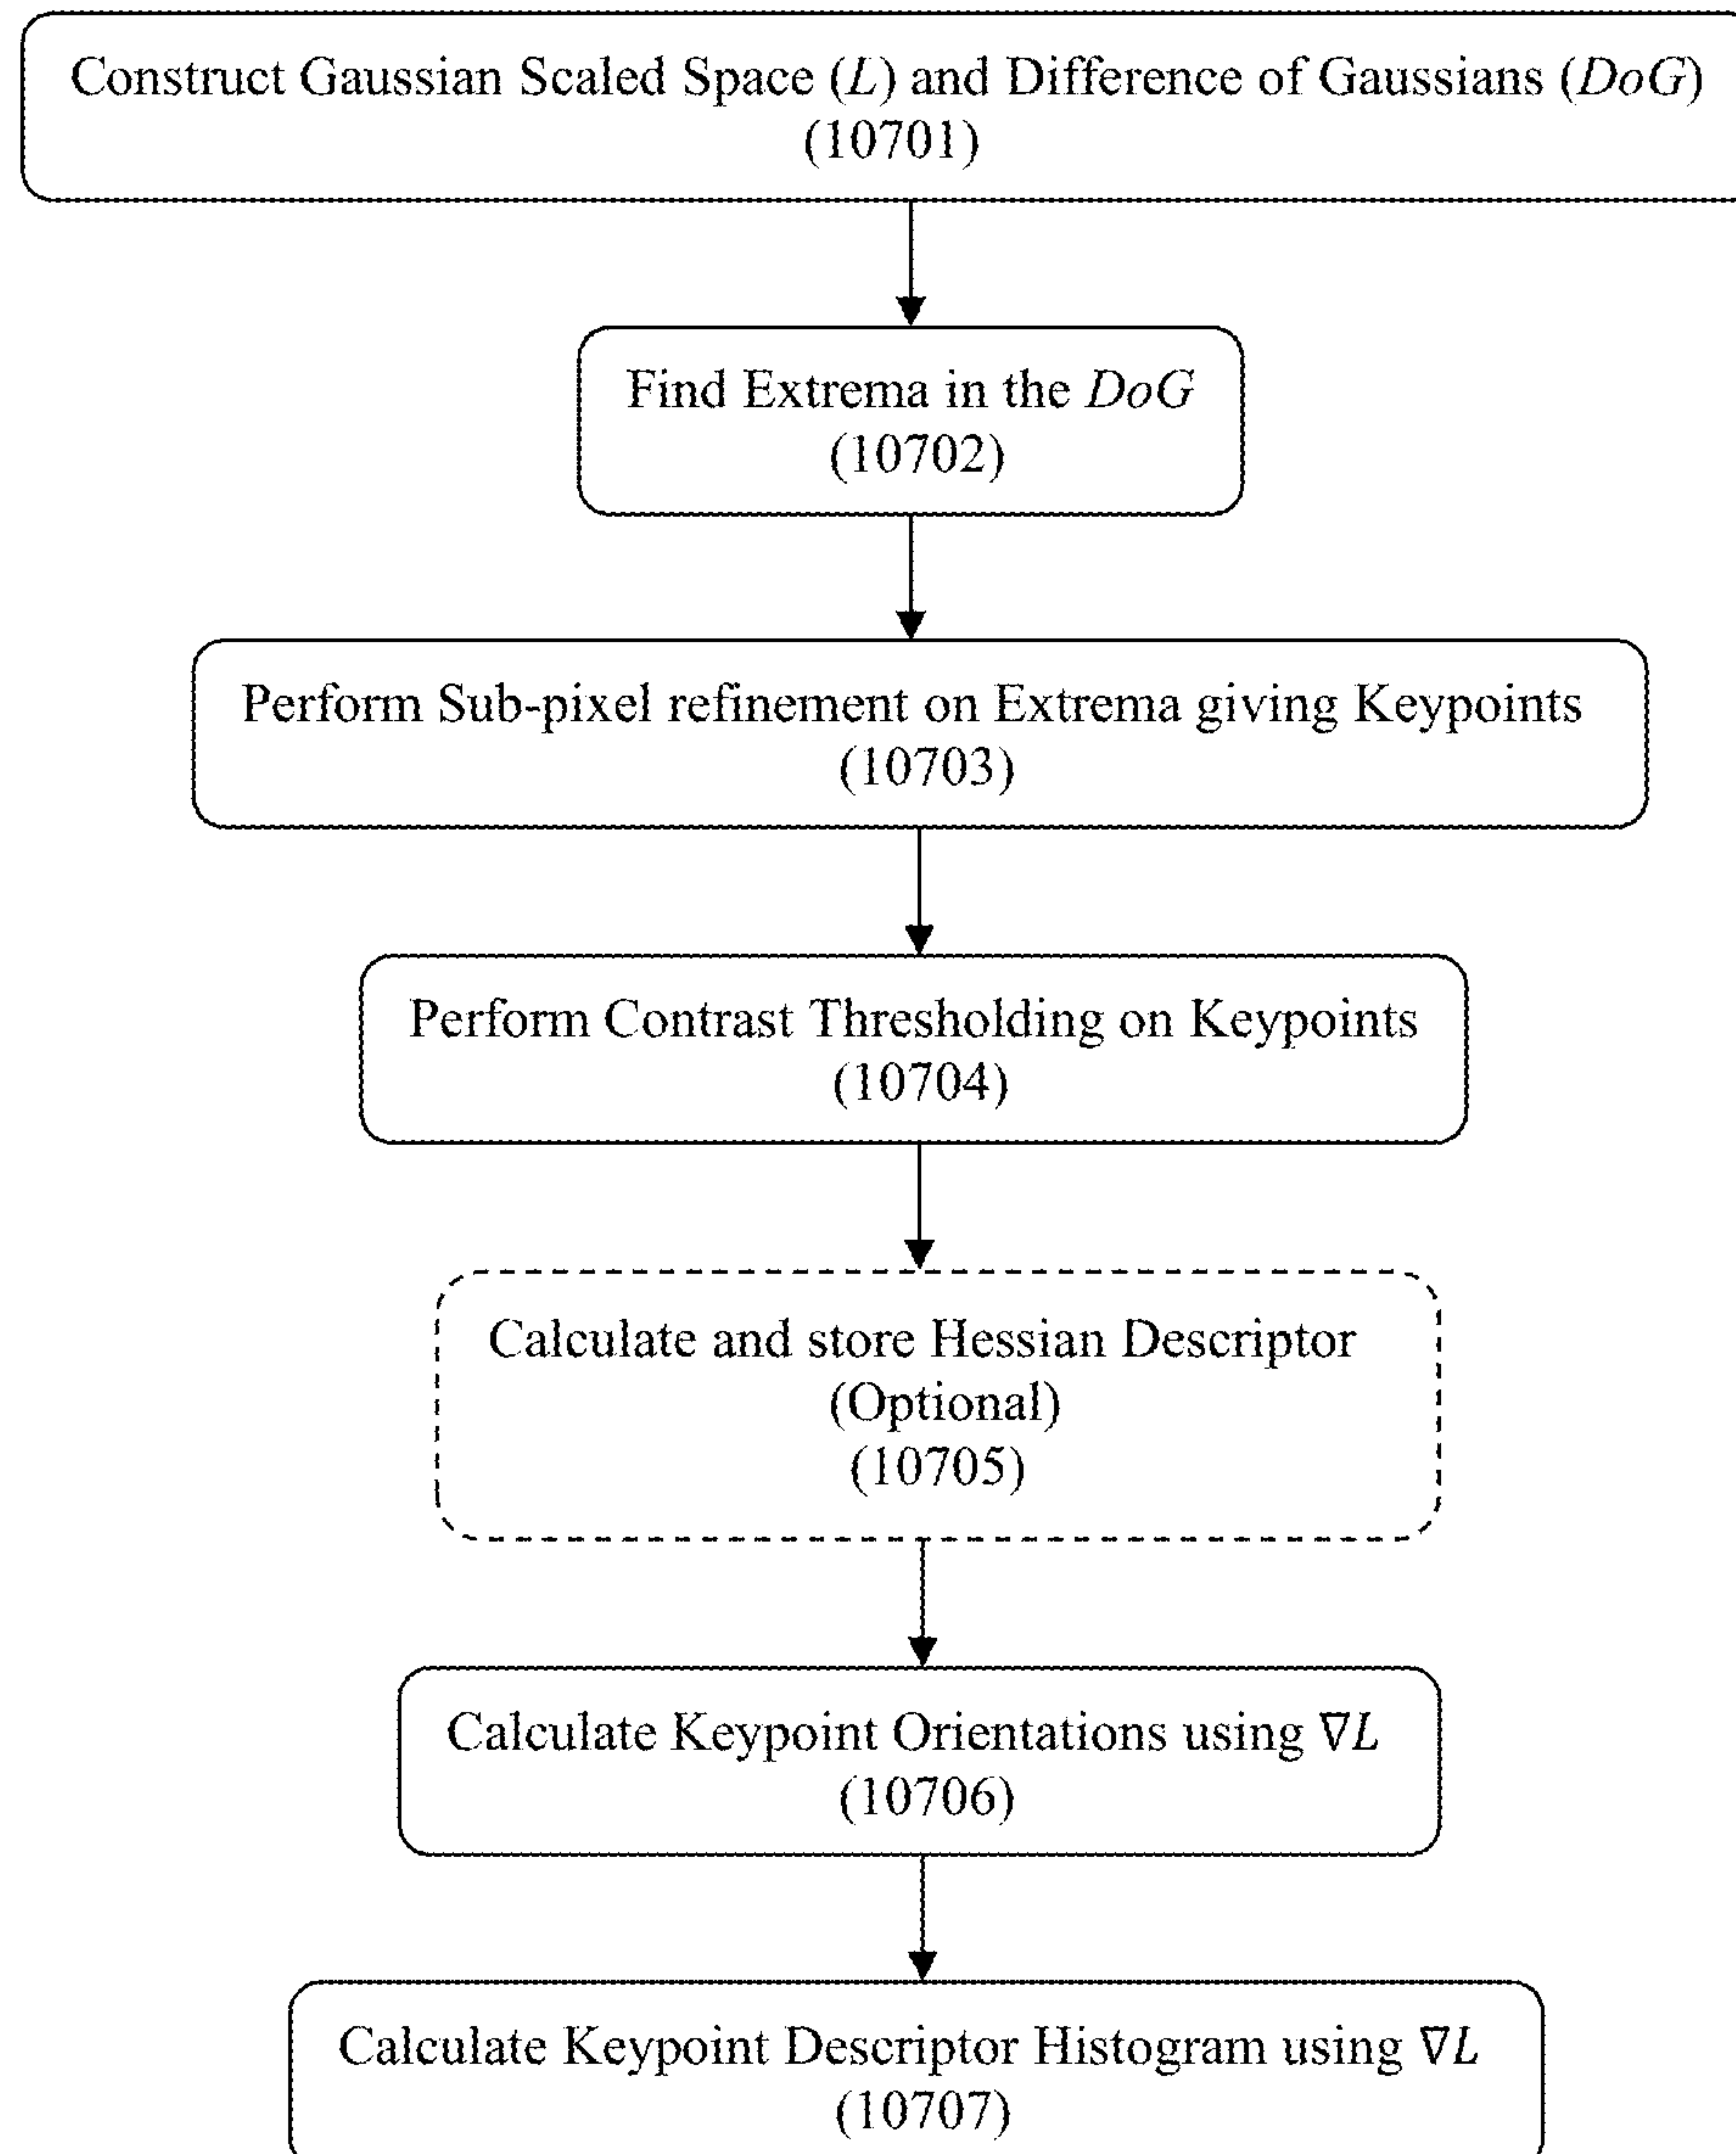 Construct Gaussian Scaled Space (L) and Difference of Gaussians (DoG)
(10701)
Find Extrema in the DoG
(10702)
Perform Sub-pixel refinement on Extrema giving Keypoints
(10703)
Perform Contrast Thresholding on Keypoints
(10704)
Calculate and store Hessian Descriptor
(Optional)
(10705)
Calculate Keypoint Orientations using ∇L
(10706)
Calculate Keypoint Descriptor Histogram using ∇L
(10707)